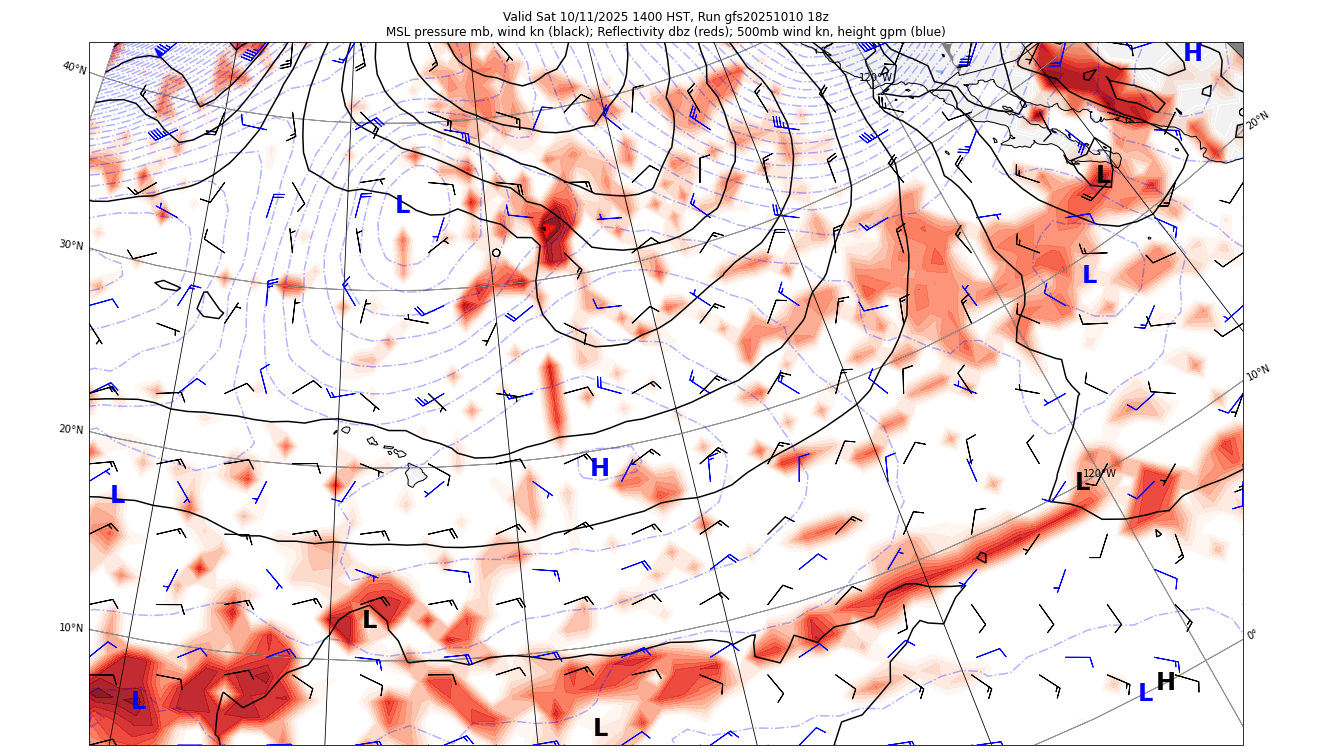 Valid Sat 10/11/2025 1400 HST, Run gfs20251010 18z
MSL pressure mb, wind kn (black); Reflectivity dbz (reds); 500mb wind kn, height gpm (blue)
H
40°N
120°W
20°N
L
L
30°N
L
10°N
20°N
H
L
L
120°W
10°N
L
0°
L
L
H
L